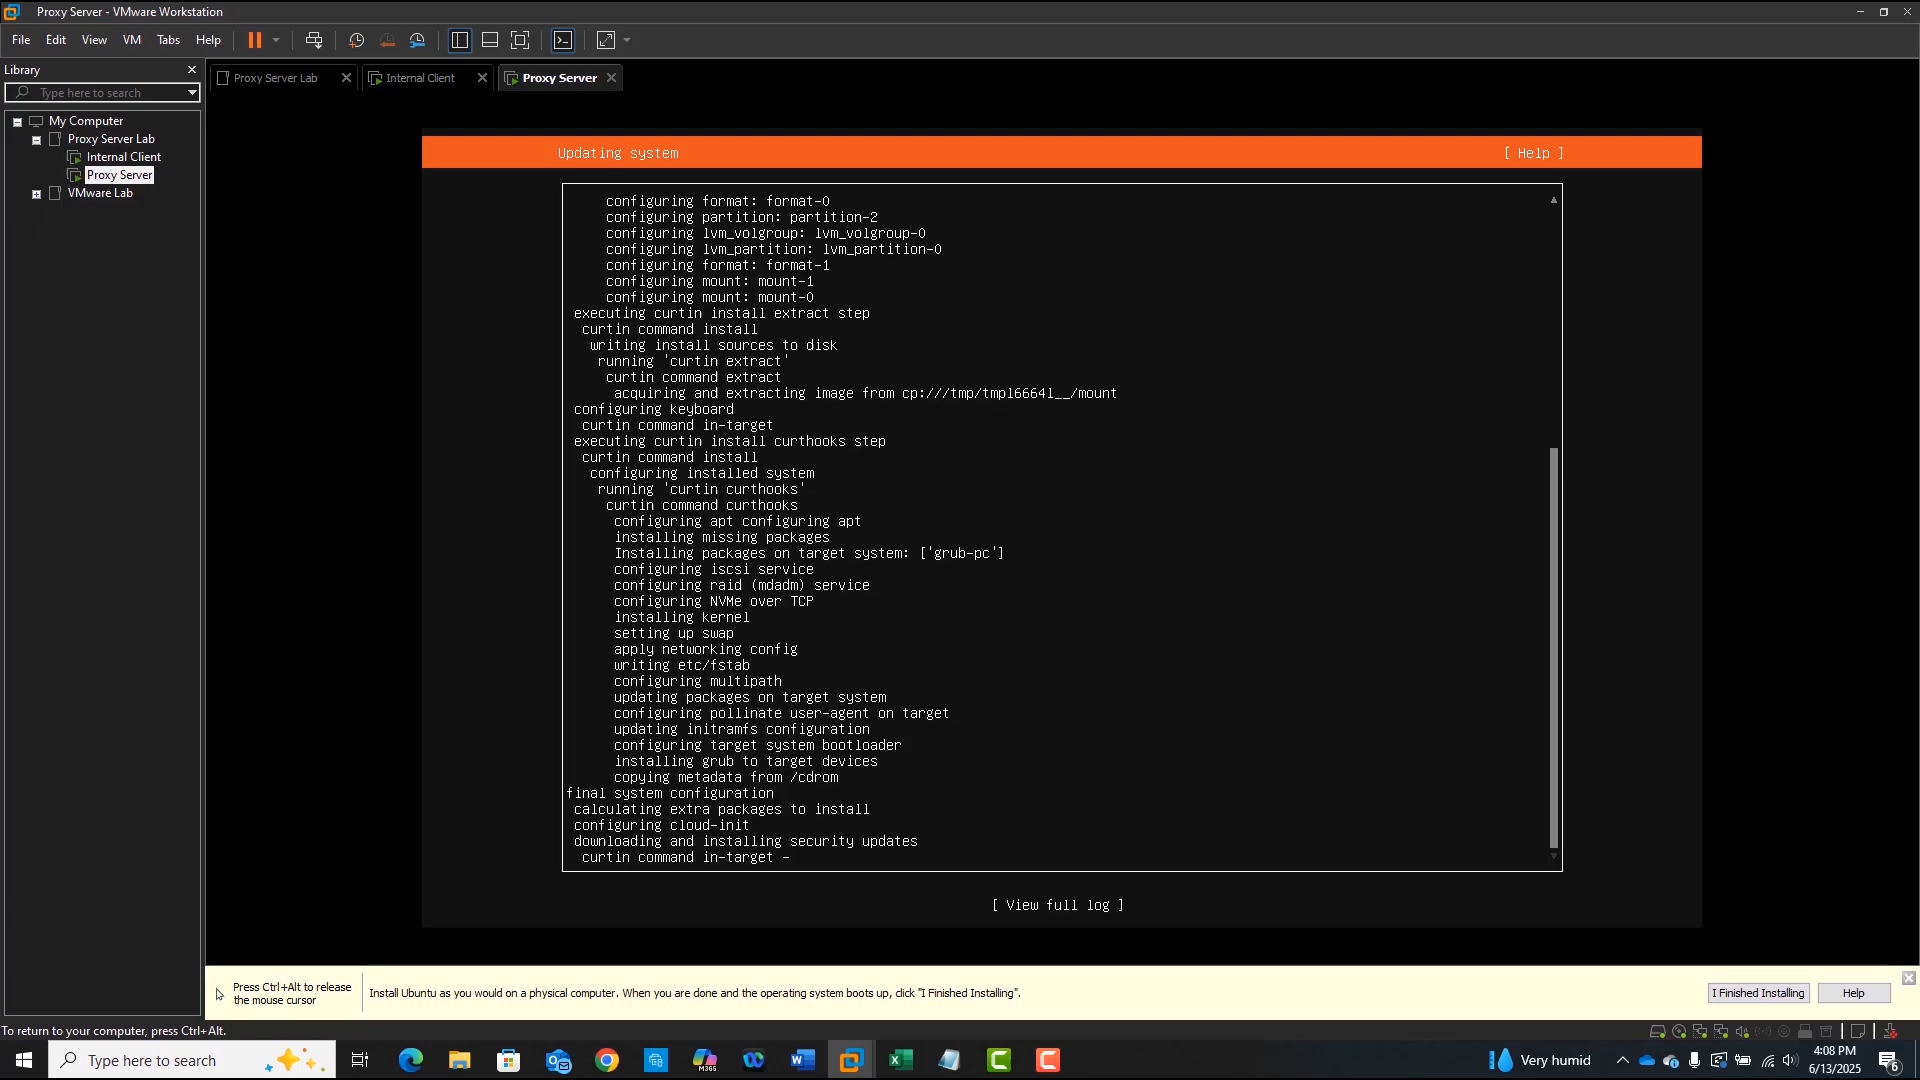 Proxy Server - VMware Workstation
File Edit View VM Tabs Help
Library
Type here to search
My Computer
Proxy Server Lab
Internal Client
Proxy Server
VMware Lab
Proxy Server Lab
Internal Client
Proxy Server
Updating system
[ Help ]
configuring format: format-0
configuring partition: partition-2
configuring lvm_volgroup: lvm_volgroup-0
configuring lvm_partition: lvm_partition-0
configuring format: format-1
configuring mount: mount-1
configuring mount: mount-0
executing curtin install extract step
curtin command install
writing install sources to disk
running 'curtin extract'
curtin command extract
acquiring and extracting image from cp:///tmp/tmpl6664l__/mount
configuring keyboard
curtin command in-target
executing curtin install curthooks step
curtin command install
configuring installed system
running 'curtin curthooks'
curtin command curthooks
configuring apt configuring apt
installing missing packages
Installing packages on target system: ['grub-pc']
configuring iscsi service
configuring raid (mdadm) service
configuring NVMe over TCP
installing kernel
setting up swap
apply networking config
writing etc/fstab
configuring multipath
updating packages on target system
configuring pollinate user-agent on target
updating initramfs configuration
configuring target system bootloader
installing grub to target devices
copying metadata from /cdrom
final system configuration
calculating extra packages to install
configuring cloud-init
downloading and installing security updates
curtin command in-target -
[ View full log ]
Press Ctrl+Alt to release
the mouse cursor
Install Ubuntu as you would on a physical computer. When you are done and the operating system boots up, click "I Finished Installing".
I Finished Installing
Help
To return to your computer, press Ctrl+Alt.
Type here to search
M365
Very humid
4:08 PM
6/13/2025
6